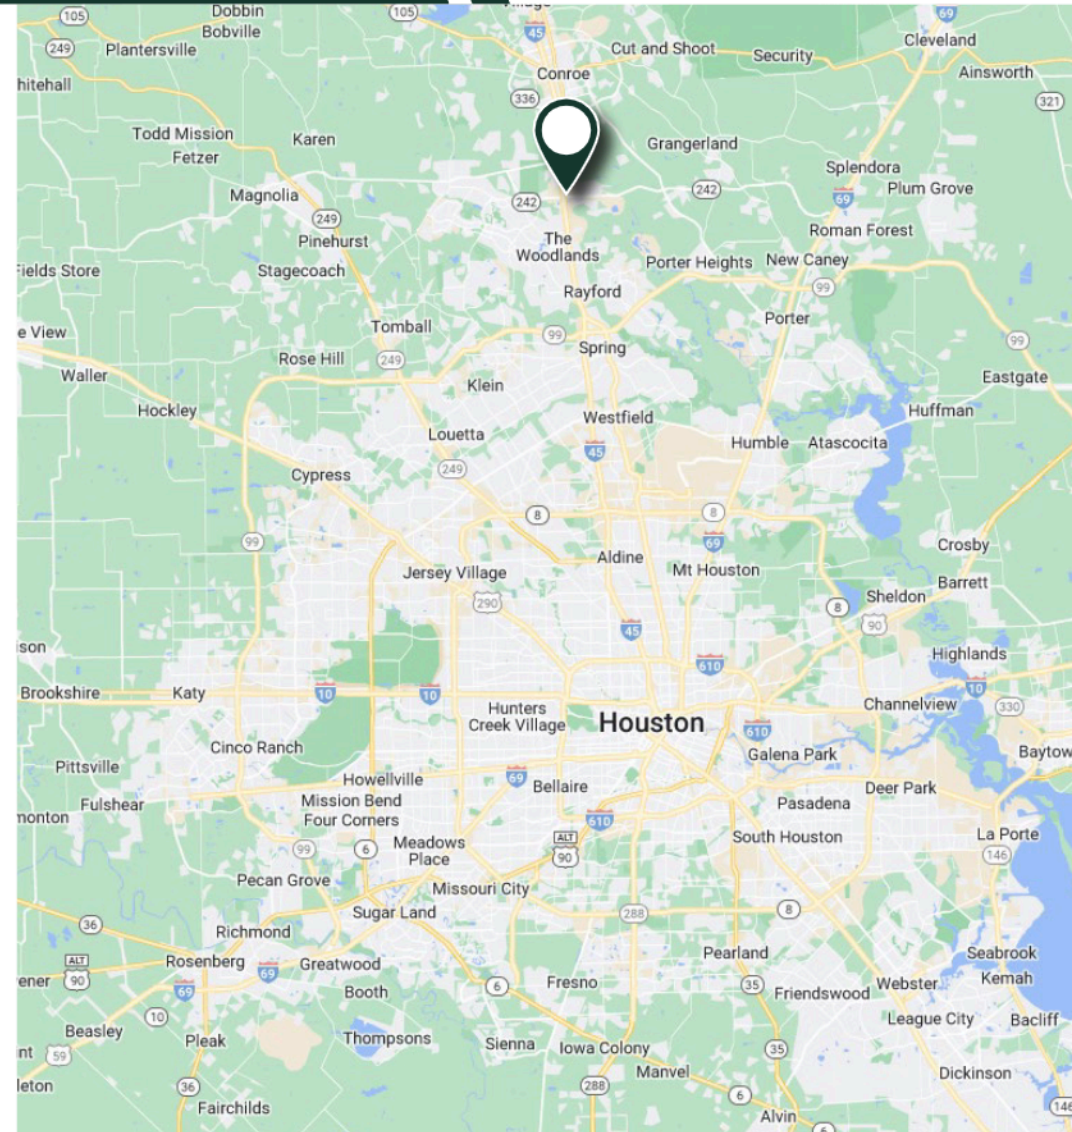 105
Dobbin
105
Village
69
Bobville
45
249
Plantersville
Cut and Shoot
Security
Cleveland
Conroe
Ainsworth
hitehall
336
321
Todd Mission
Karen
Grangerland
Fetzer
Splendora
Magnolia
242
242
69
Plum Grove
249
Pinehurst
Roman Forest
The
Woodlands
Fields Store
Stagecoach
Porter Heights
New Caney
Rayford
99
Tomball
Porter
e View
99
99
Rose Hill
249
Spring
Waller
Klein
Eastgate
Hockley
Westfield
Huffman
Louetta
45
Humble
Atascocita
Cypress
249
8
8
99
69
Crosby
Aldine
Jersey Village
Mt Houston
Barrett
290
Sheldon
8
45
90
ison
610
Highlands
Brookshire
Katy
10
10
10
Hunters
Creek Village
Houston
Channelview
330
610
Cinco Ranch
Galena Park
Baytow
Pittsville
Howellville
69
Bellaire
Deer Park
Fulshear
Mission Bend
Four Corners
Pasadena
monton
610
Meadows
Place
ALT
90
South Houston
La Porte
99
6
146
Pecan Grove
Missouri City
Sugar Land
288
8
36
Richmond
ALT
90
Rosenberg
69
Greatwood
Pearland
Seabrook
ener
69
Booth
6
Fresno
35
Friendswood
Webster
Kemah
10
League City
Bacliff
Beasley
Pleak
Thompsons
Sienna
Iowa Colony
35
nt
59
Manvel
Dickinson
leton
36
288
6
146
Fairchilds
Alvin
6